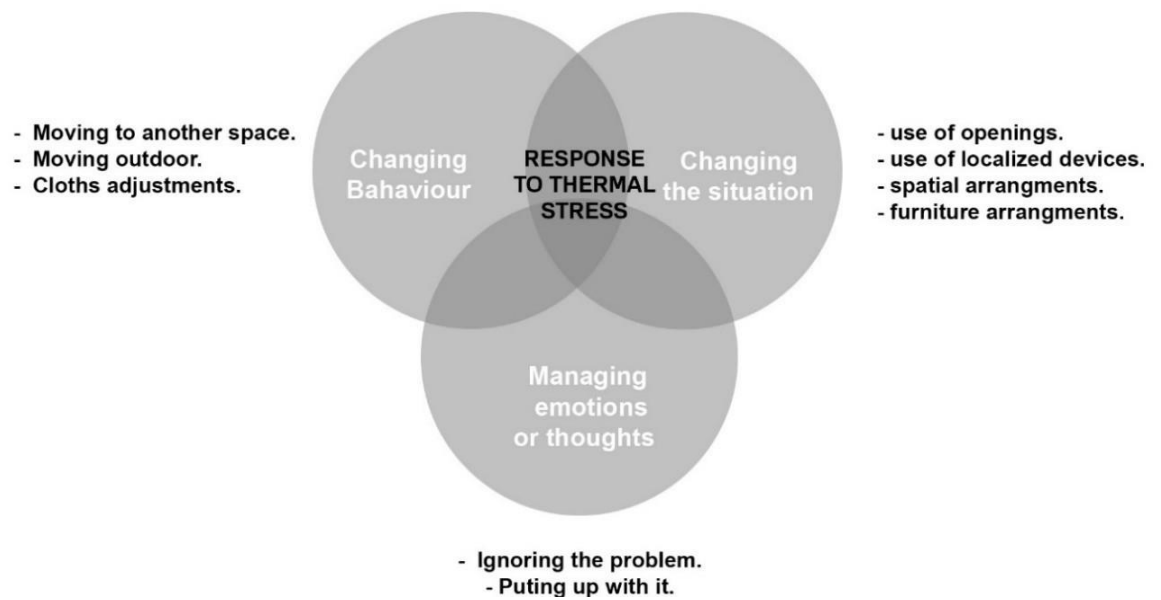 - Moving to another space.
- Moving outdoor.
- Cloths adjustments.
Changing
Bahaviour
RESPONSE
TO THERMAL
STRESS
Changing
the situation
- use of openings.
- use of localized devices.
- spatial arrangments.
- furniture arrangments.
Managing
emotions
or thoughts
- Ignoring the problem.
- Puting up with it.